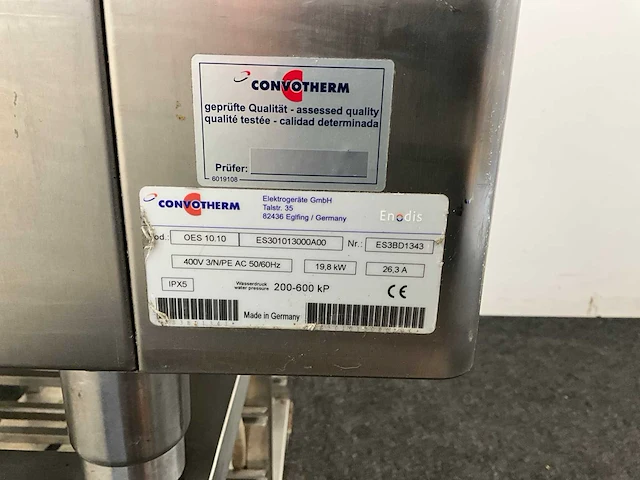 CONVOTHERM
geprüfte Qualität - assessed quality
qualité testée - calidad determinada
Prüfer:
6019108
CONVOTHERM
Elektrogeräte GmbH
Talstr. 35
82436 Eglfing / Germany
Enodis
od.: OES 10.10 ES301013000A00 Nr.: ES3BD1343
400V 3/N/PE AC 50/60Hz 19,8 kW 26,3 A
IPX5 Wasserdruck
water pressure 200-600 kP CE
Made in Germany